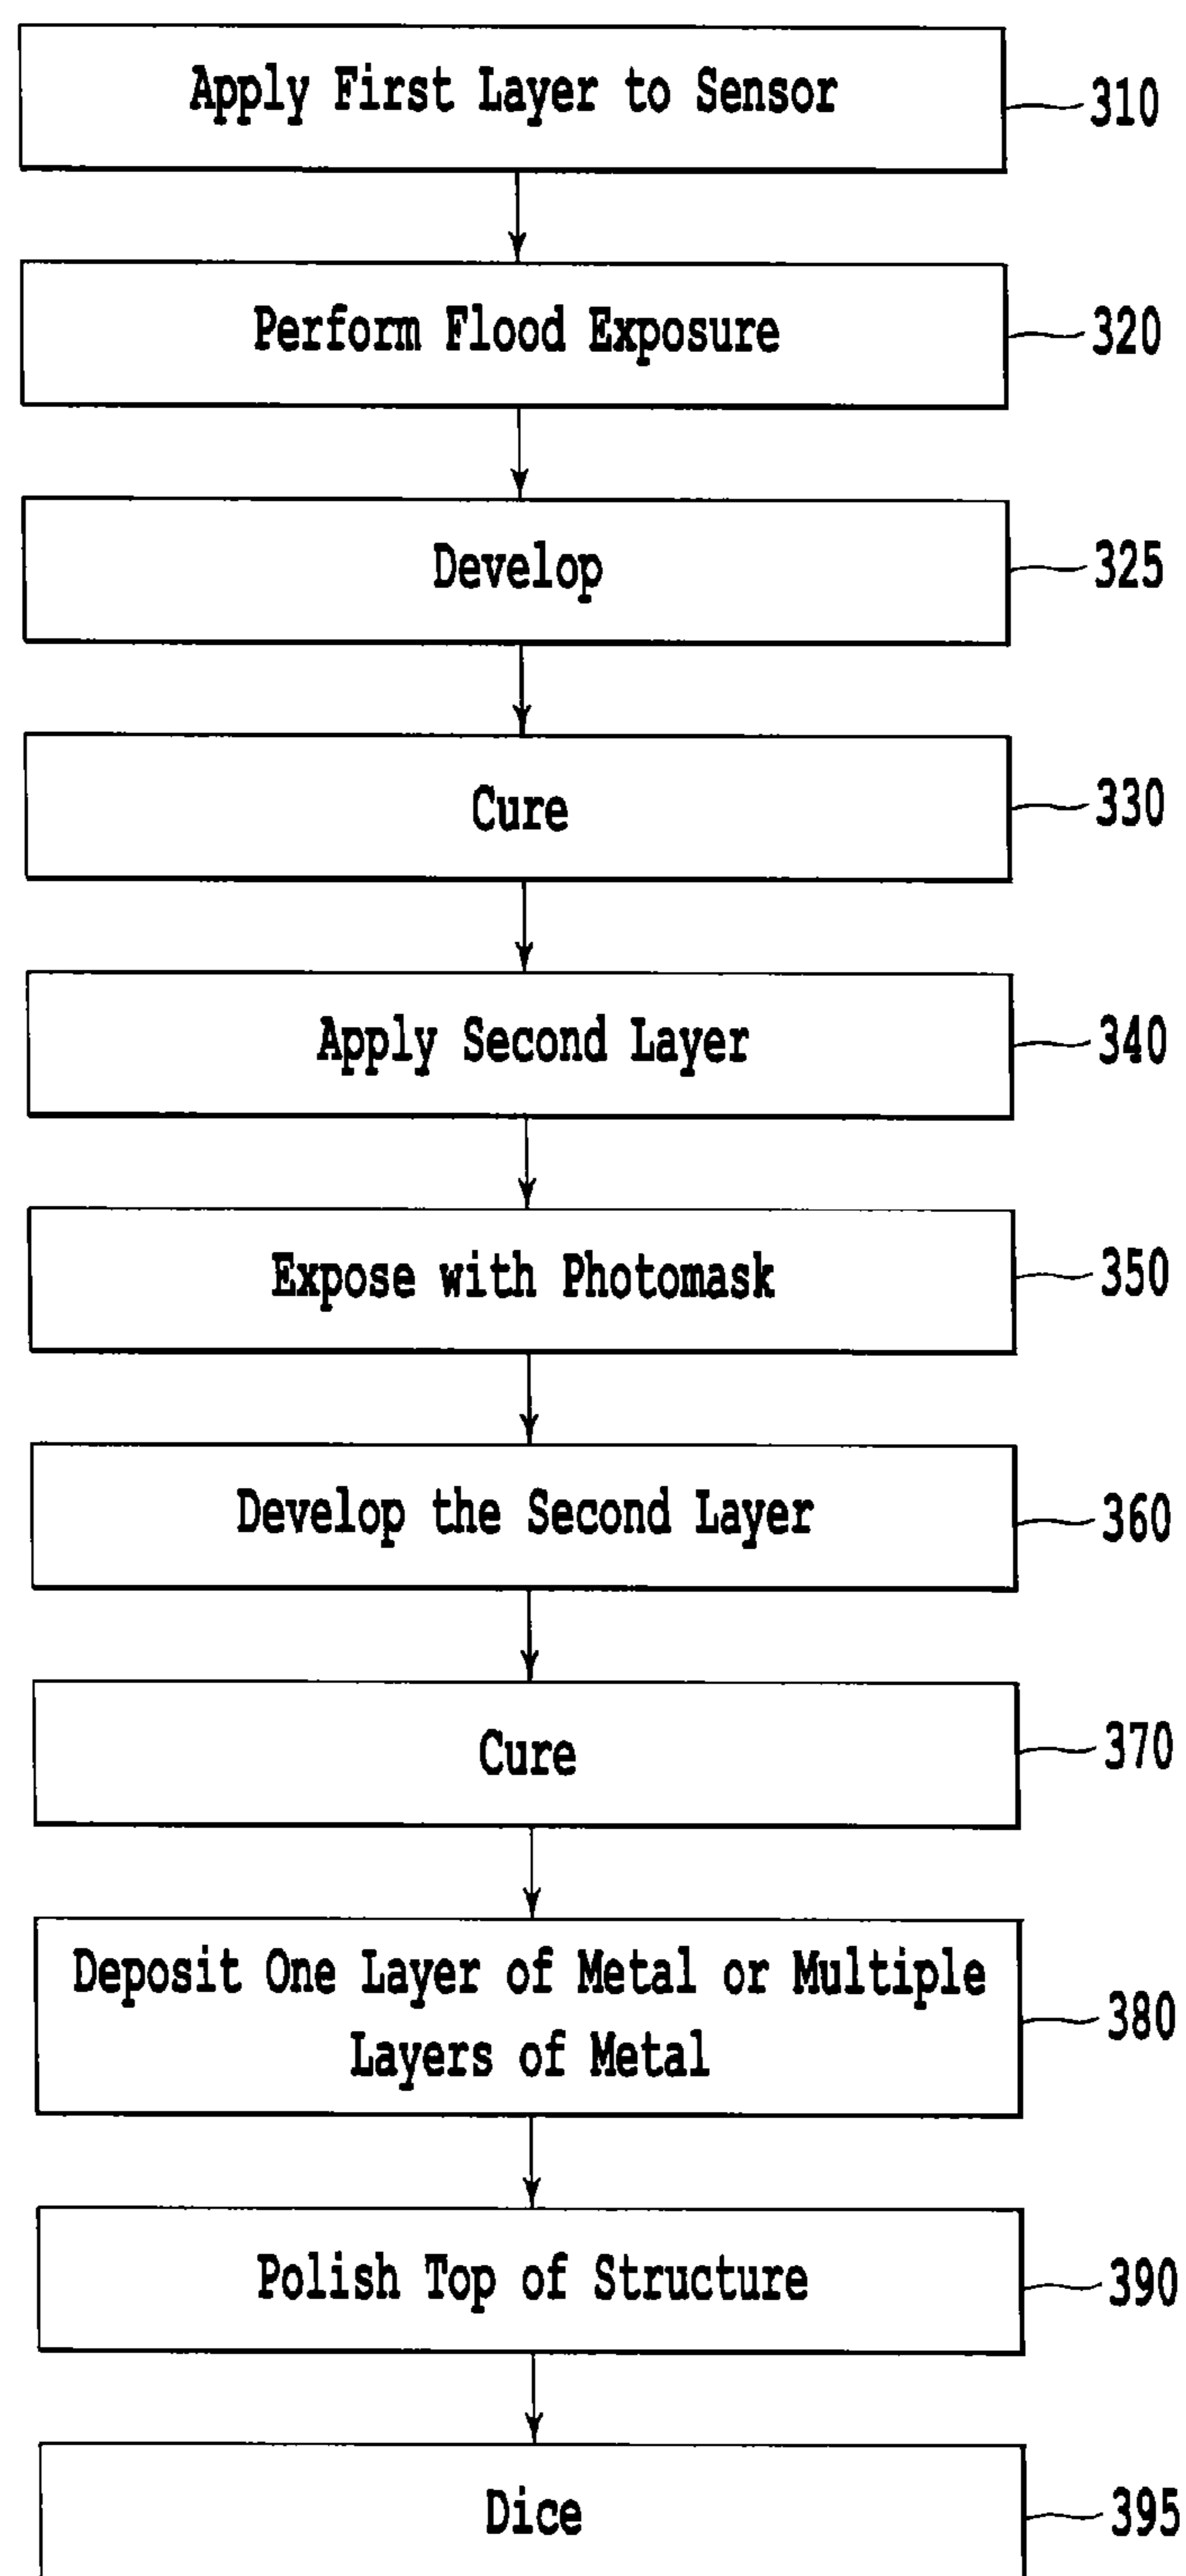 Apply First Layer to Sensor
310
Perform Flood Exposure
320
Develop
325
Cure
330
Apply Second Layer
340
Expose with Photomask
350
Develop the Second Layer
360
Cure
370
Deposit One Layer of Metal or Multiple
Layers of Metal
380
Polish Top of Structure
390
Dice
395